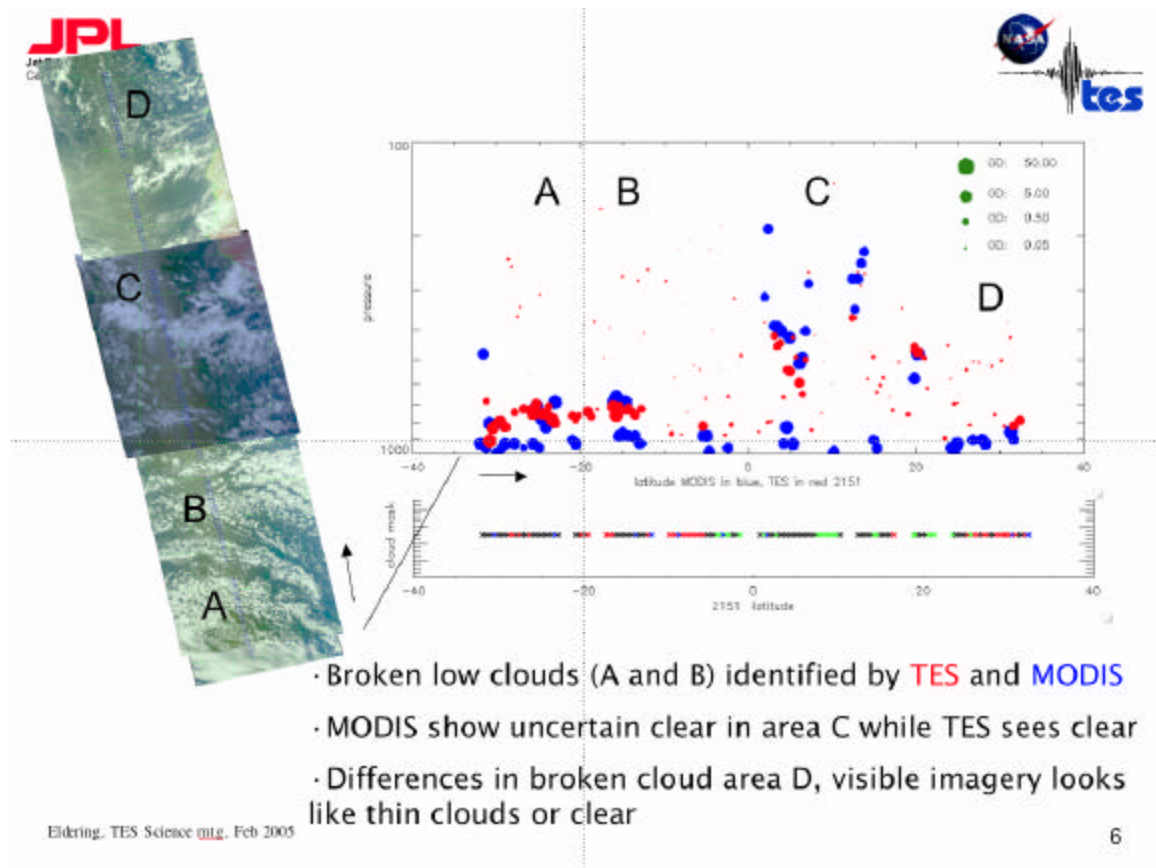 JPL
D
C
B
A
NASA
tes
100
A
B
C
D
OD: 50.00
OD: 5.00
OD: 0.50
OD: 0.05
pressure
1000
-40
-20
0
20
40
latitude MODIS in blue, TES in red 2151
cloud mask
-40
-20
0
20
40
2151 latitude
·Broken low clouds (A and B) identified by TES and MODIS
·MODIS show uncertain clear in area C while TES sees clear
·Differences in broken cloud area D, visible imagery looks
like thin clouds or clear
Eldering, TES Science mtg, Feb 2005
6